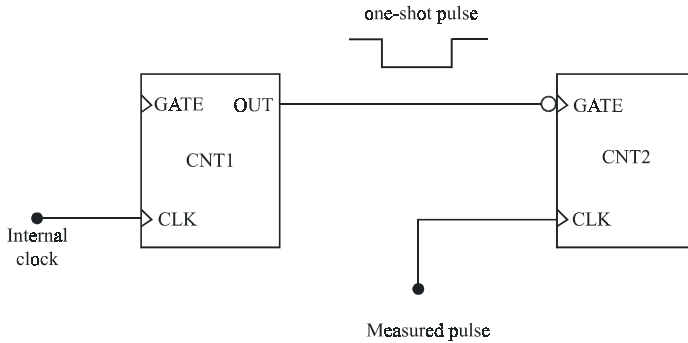 one-shot pulse
GATE
OUT
GATE
CNT1
CNT2
CLK
CLK
Internal
clock
Measured pulse